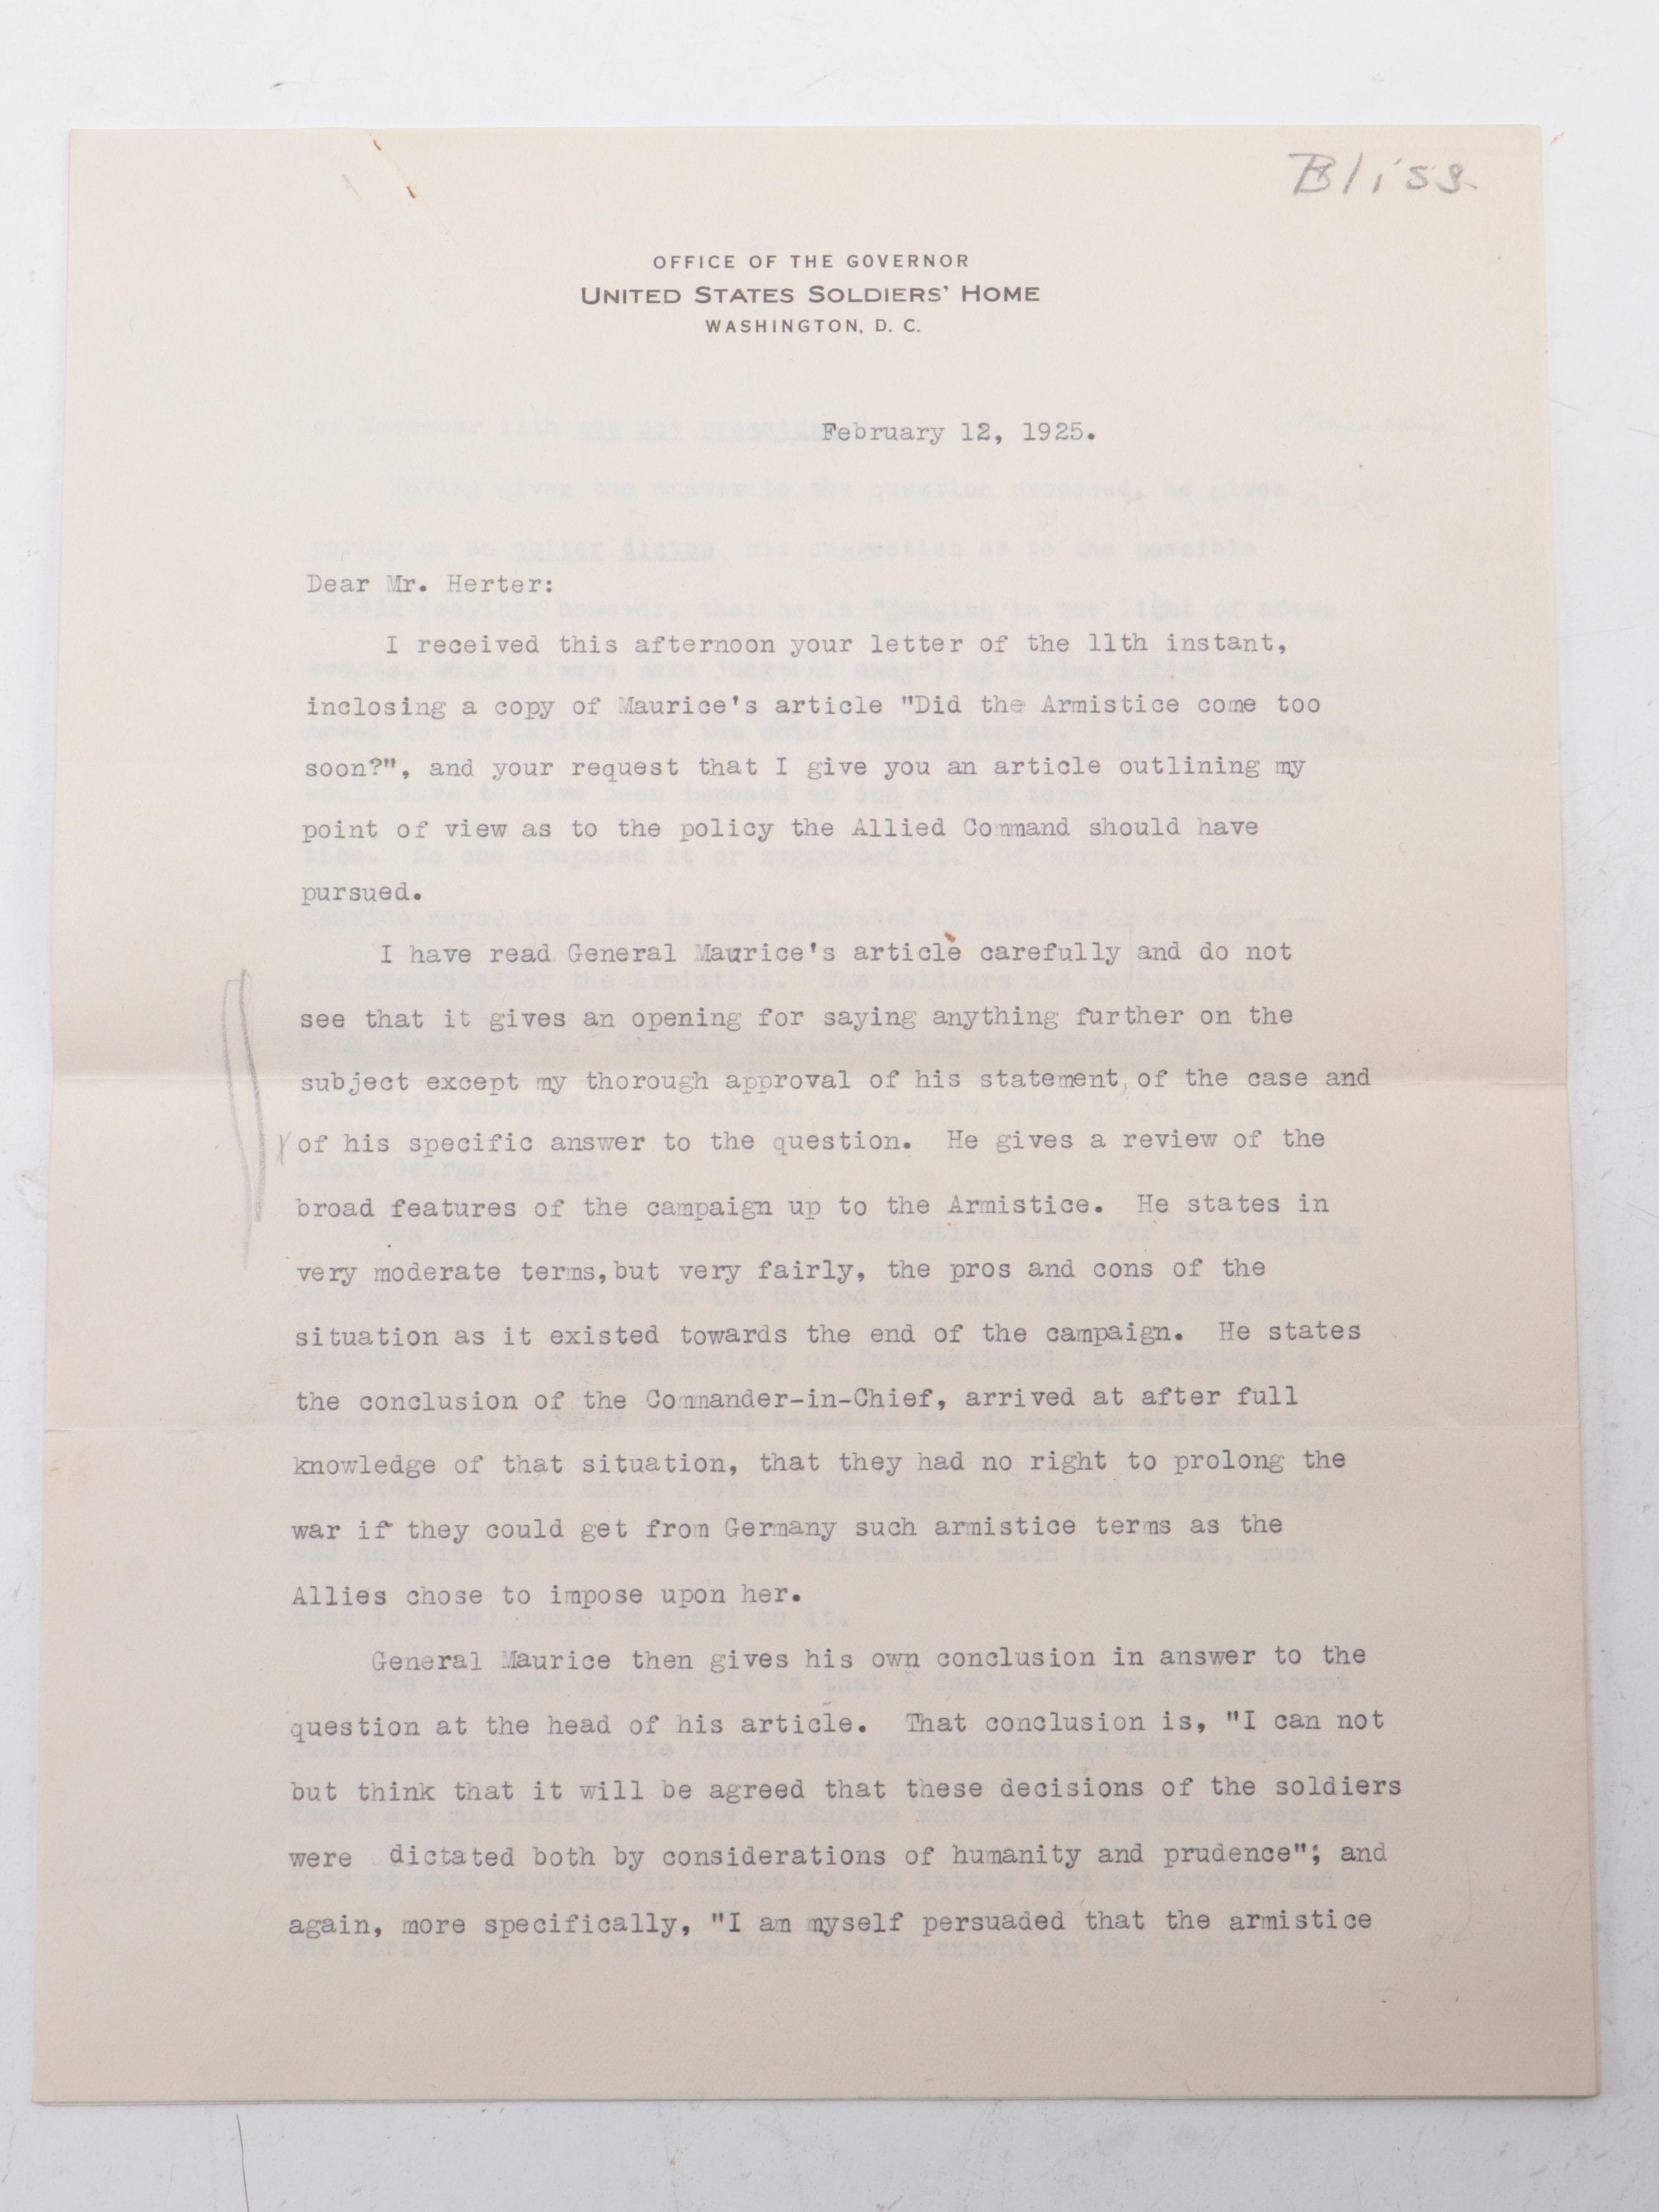 Bliss
OFFICE OF THE GOVERNOR
UNITED STATES SOLDIERS' HOME
WASHINGTON, D. C.
February 12, 1925.
Dear Mr. Herter:
I received this afternoon your letter of the 11th instant,
inclosing a copy of Maurice's article "Did the Armistice come too
soon?", and your request that I give you an article outlining my
point of view as to the policy the Allied Command should have
pursued.
I have read General Maurice's article carefully and do not
see that it gives an opening for saying anything further on the
subject except my thorough approval of his statement, of the case and
of his specific answer to the question. He gives a review of the
broad features of the campaign up to the Armistice. He states in
very moderate terms, but very fairly, the pros and cons of the
situation as it existed towards the end of the campaign. He states
the conclusion of the Commander-in-Chief, arrived at after full
knowledge of that situation, that they had no right to prolong the
war if they could get from Germany such armistice terms as the
Allies chose to impose upon her.
General Maurice then gives his own conclusion in answer to the
question at the head of his article. That conclusion is, "I can not
but think that it will be agreed that these decisions of the soldiers
were dictated both by considerations of humanity and prudence"; and
again, more specifically, "I am myself persuaded that the armistice